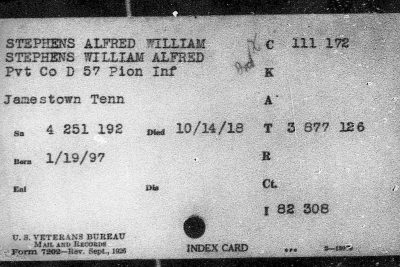 STEPHENS ALFRED WILLIAM C 111 172
STEPHENS WILLIAM ALFRED
Pvt Co D 57 Pion Inf K
Jamestown Tenn A
Sn 4 251 192 Died 10/14/18 T 3 877 126
Born 1/19/97 R
Enl Dis Ct.
I 82 308
U. S. VETERANS BUREAU
MAIL AND RECORDS
Form 7202—Rev. Sept., 1926 INDEX CARD GPO